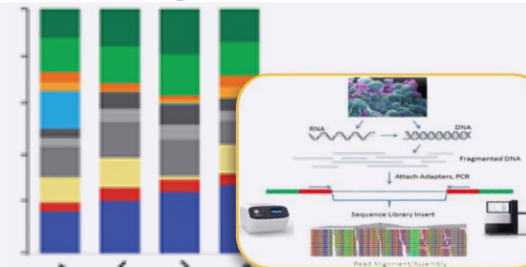 RNA
DNA
Fragmented DNA
Attach Adapters, PCR
Sequence Library Insert
Read Alignment/Assembly